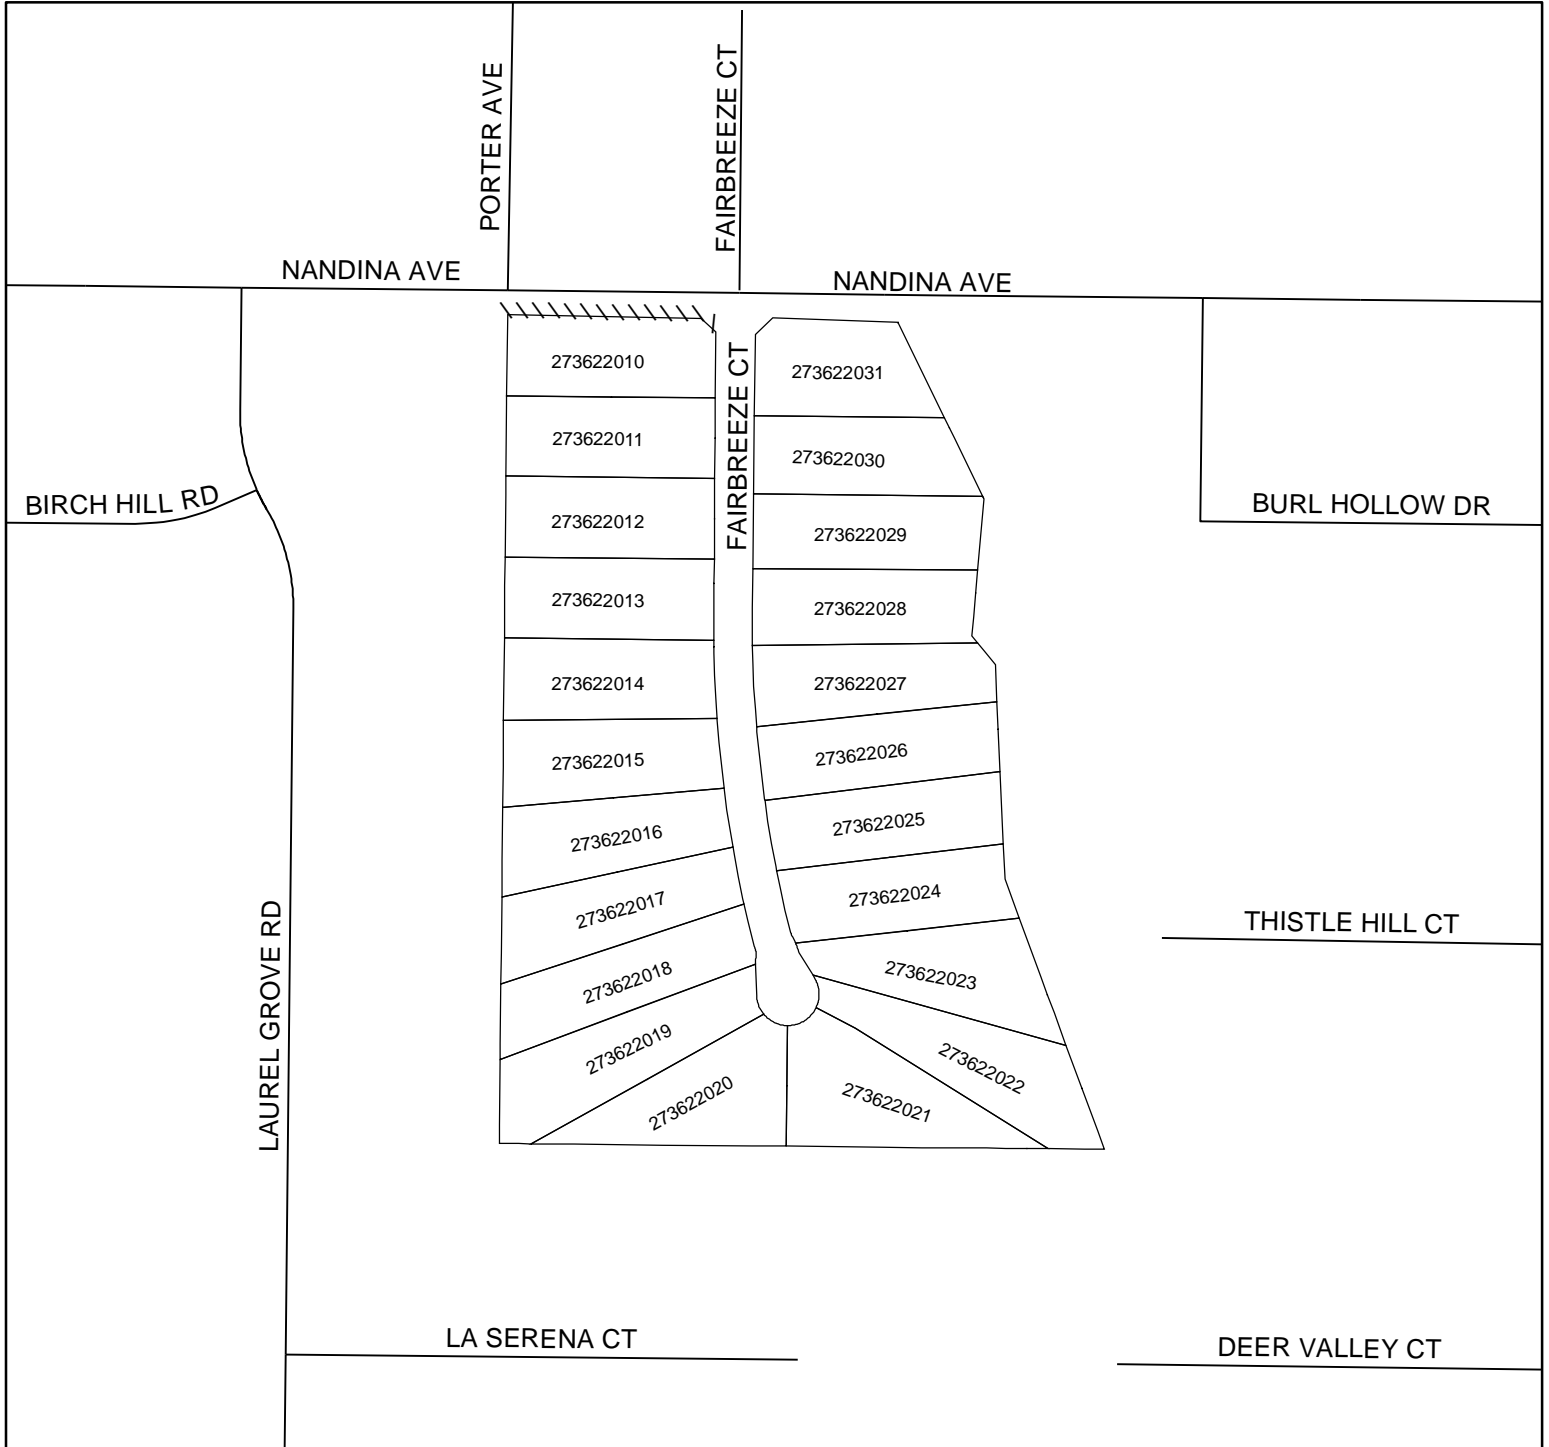 PORTER AVE
FAIRBREEZE CT
NANDINA AVE
NANDINA AVE
273622010
273622031
FAIRBREEZE CT
273622011
273622030
BIRCH HILL RD
BURL HOLLOW DR
273622012
273622029
273622013
273622028
273622014
273622027
273622015
273622026
273622016
273622025
273622017
273622024
LAUREL GROVE RD
THISTLE HILL CT
273622018
273622023
273622019
273622022
273622020
273622021
LA SERENA CT
DEER VALLEY CT